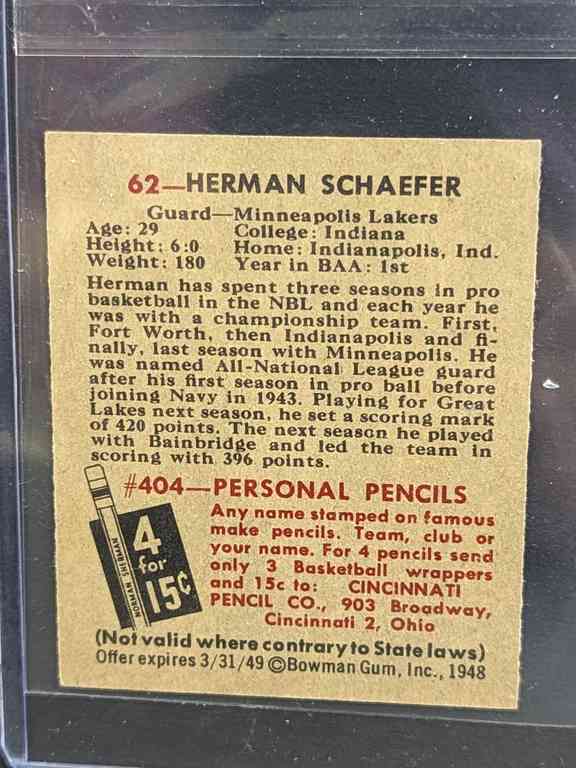 62—HERMAN SCHAEFER
Guard—Minneapolis Lakers
Age: 29 College: Indiana
Height: 6:0 Home: Indianapolis, Ind.
Weight: 180 Year in BAA: 1st
Herman has spent three seasons in pro
basketball in the NBL and each year he
was with a championship team. First,
Fort Worth, then Indianapolis and fi-
nally, last season with Minneapolis. He
was named All-National League guard
after his first season in pro ball before
joining Navy in 1943. Playing for Great
Lakes next season, he set a scoring mark
of 420 points. The next season he played
with Bainbridge and led the team in
scoring with 396 points.
#404—PERSONAL PENCILS
Any name stamped on famous
make pencils. Team, club or
your name. For 4 pencils send
only 3 Basketball wrappers
and 15c to: CINCINNATI
PENCIL CO., 903 Broadway,
Cincinnati 2, Ohio
NORMAN SHERMAN
4
for
15¢
(Not valid where contrary to State laws)
Offer expires 3/31/49 ©Bowman Gum, Inc., 1948